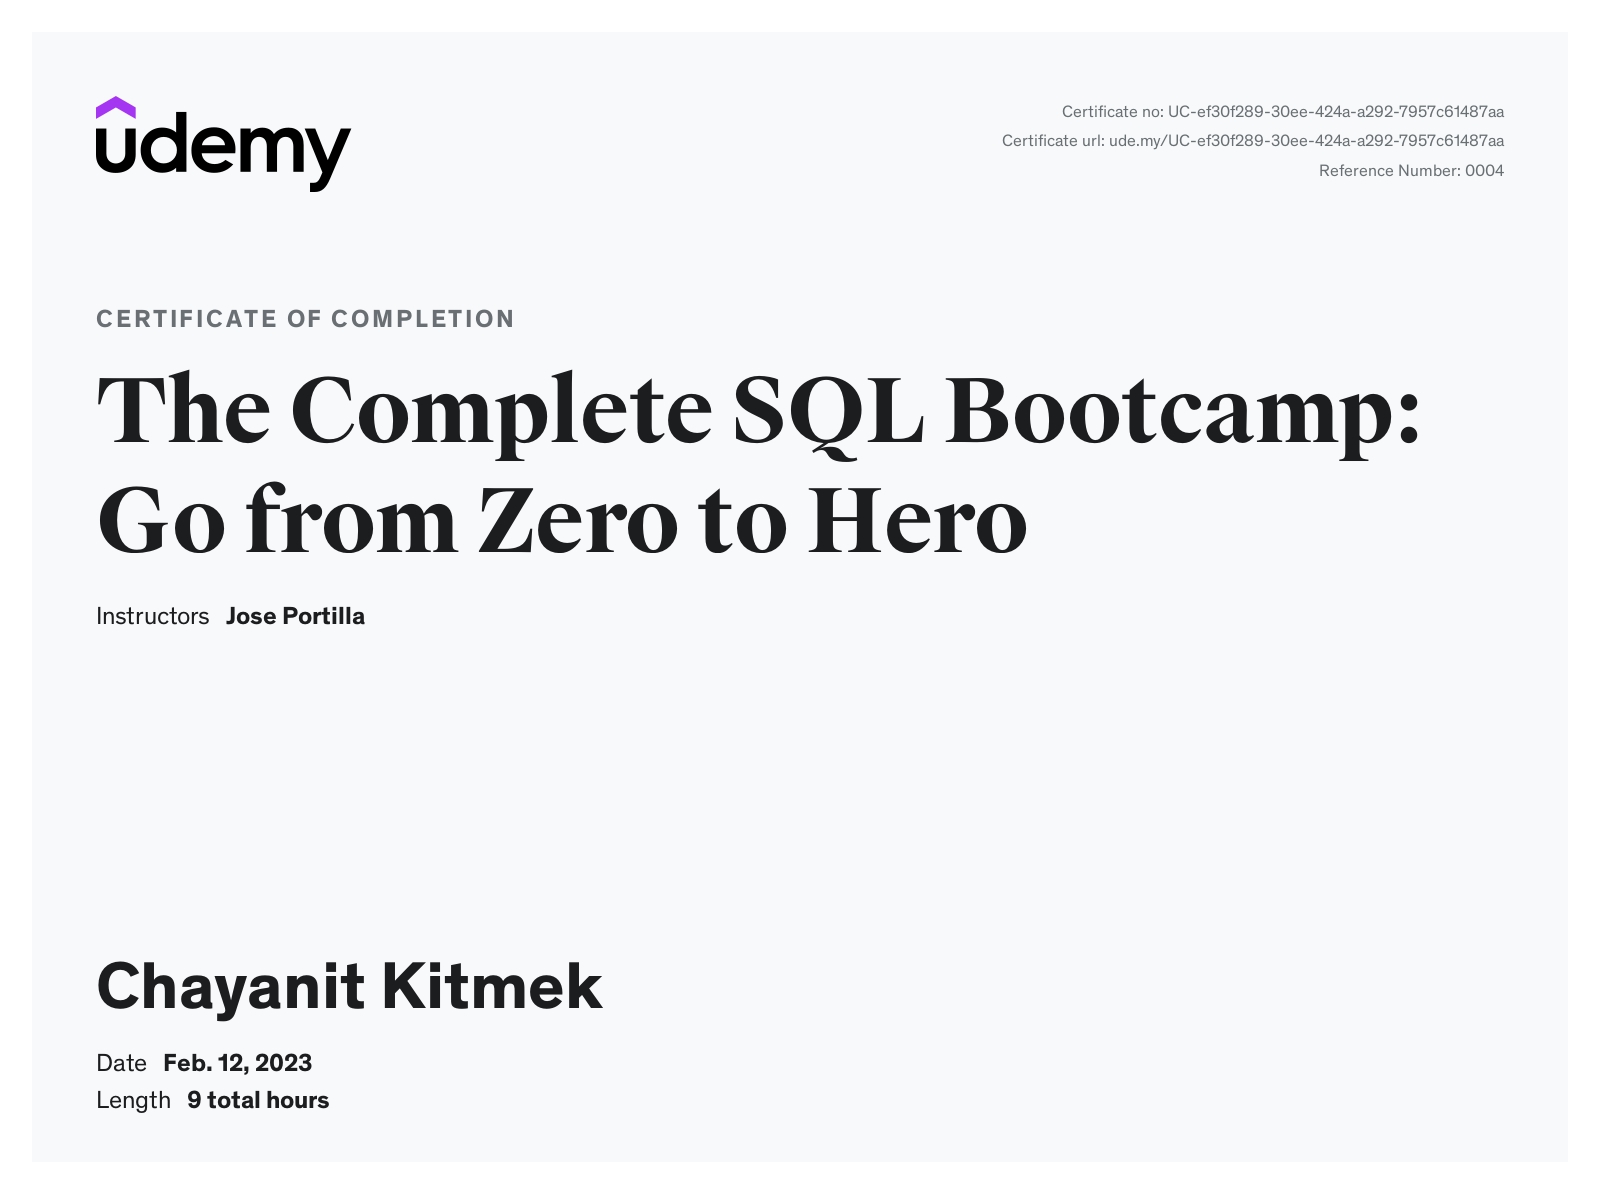 udemy
Certificate no: UC-ef30f289-30ee-424a-a292-7957c61487aa
Certificate url: ude.my/UC-ef30f289-30ee-424a-a292-7957c61487aa
Reference Number: 0004
CERTIFICATE OF COMPLETION
The Complete SQL Bootcamp:
Go from Zero to Hero
Instructors Jose Portilla
Chayanit Kitmek
Date Feb. 12, 2023
Length 9 total hours